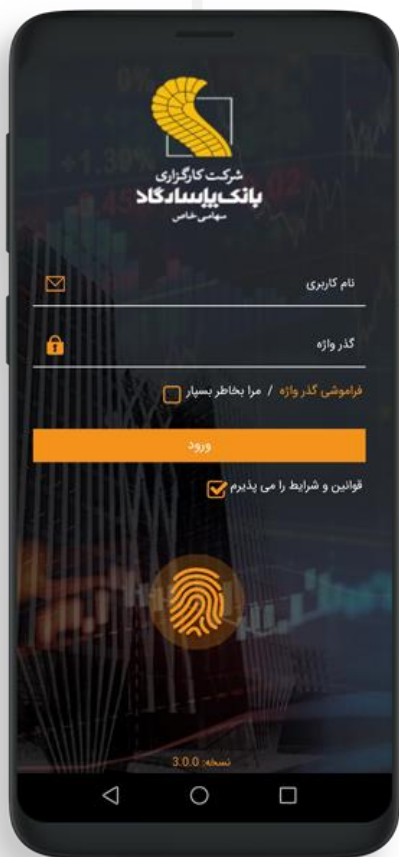 شرکت کارگزاری
بانک پاسارگاد
سهامی خاص
نام کاربری
گذر واژه
فراموشی گذر واژه / مرا بخاطر بسپار
ورود
قوانین و شرایط را می پذیرم
نسخه: 3.0.0